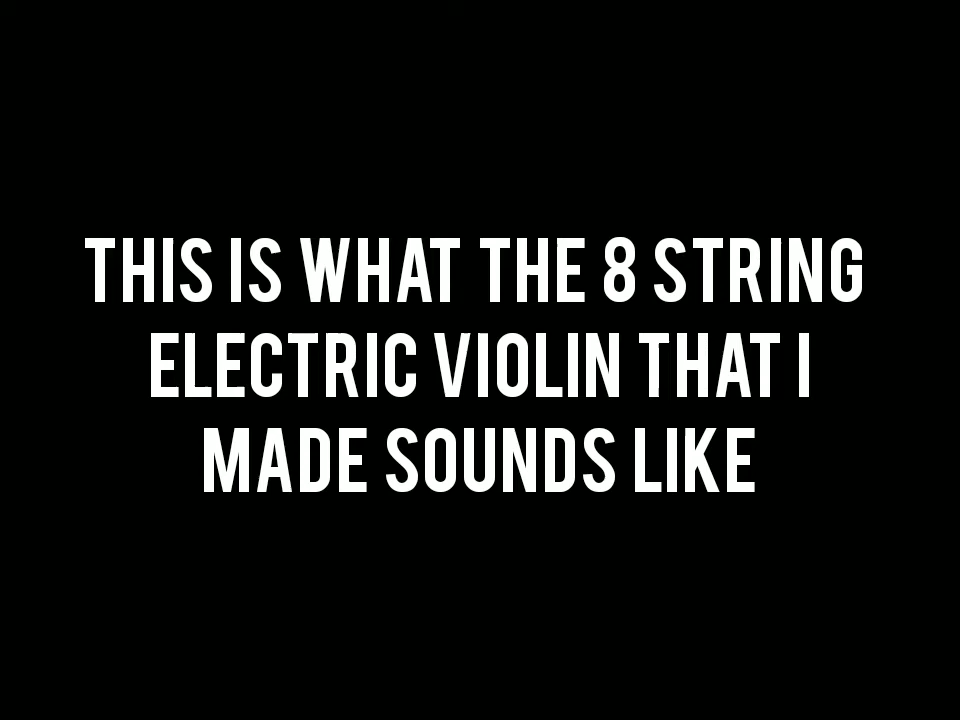 THIS IS WHAT THE 8 STRING
ELECTRIC VIOLIN THAT I
MADE SOUNDS LIKE